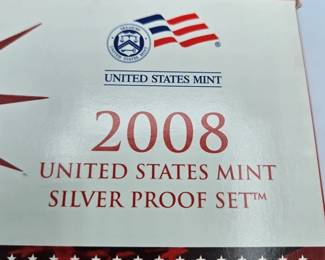 UNITED STATES MINT
2008
UNITED STATES MINT
SILVER PROOF SET™